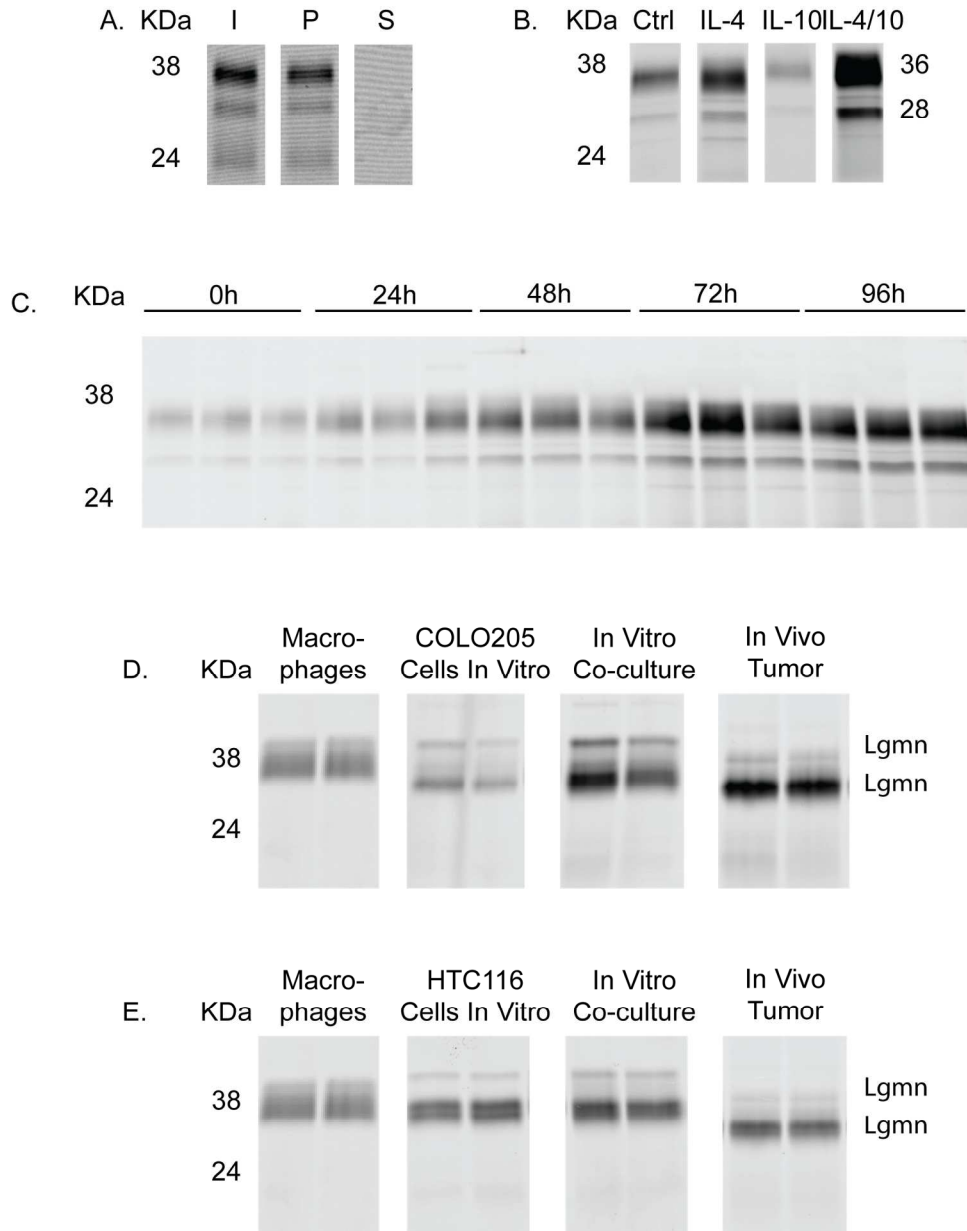 A. KDa I P S
38
24
B. KDa Ctrl IL-4 IL-10 IL-4/10
38 36
28
24
C. KDa 0h 24h 48h 72h 96h
38
24
Macro- COLO205 In Vitro In Vivo
D. KDa phages Cells In Vitro Co-culture Tumor
38 Lgmn
Lgmn
24
Macro- HTC116 In Vitro In Vivo
E. KDa phages Cells In Vitro Co-culture Tumor
38 Lgmn
Lgmn
24